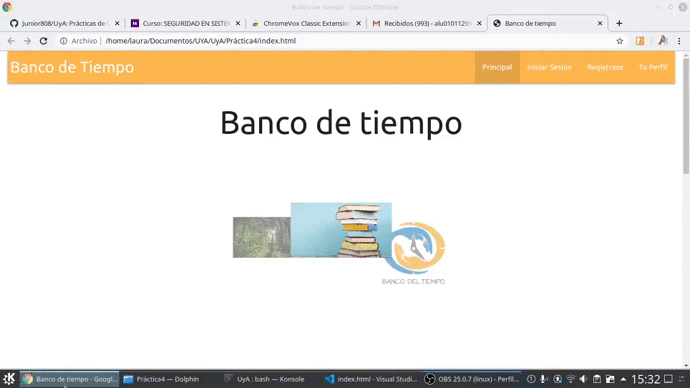 Banco de tiempo - Google Chrome
Junior808/UyA: Prácticas de
Curso: SEGURIDAD EN SISTEM
ChromeVox Classic Extension
Recibidos (993) - alu01011299
Banco de tiempo
Archivo /home/laura/Documentos/UYA/UyA/Práctica4/index.html
Banco de Tiempo
Principal
Iniciar Sesión
Registrase
Tu Perfil
Banco de tiempo
BANCO DEL TIEMPO
Banco de tiempo - Googl
Práctica4 — Dolphin
UyA : bash — Konsole
index.html - Visual Studi
OBS 25.0.7 (linux) - Perfil
15:32